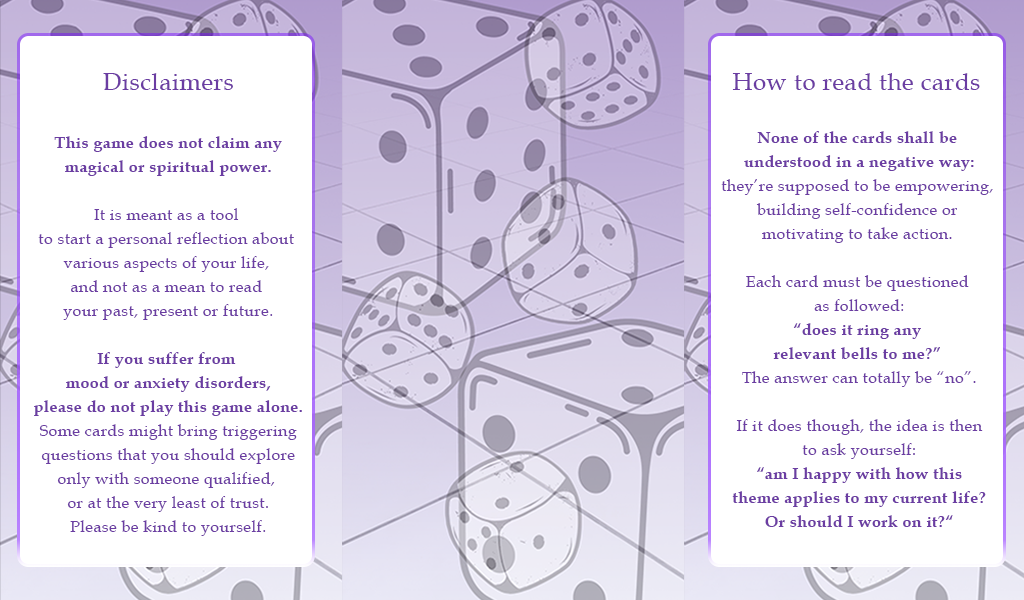 Disclaimers
This game does not claim any
magical or spiritual power.
It is meant as a tool
to start a personal reflection about
various aspects of your life,
and not as a mean to read
your past, present or future.
If you suffer from
mood or anxiety disorders,
please do not play this game alone.
Some cards might bring triggering
questions that you should explore
only with someone qualified,
or at the very least of trust.
Please be kind to yourself.
How to read the cards
None of the cards shall be
understood in a negative way:
they’re supposed to be empowering,
building self-confidence or
motivating to take action.
Each card must be questioned
as followed:
“does it ring any
relevant bells to me?”
The answer can totally be “no”.
If it does though, the idea is then
to ask yourself:
“am I happy with how this
theme applies to my current life?
Or should I work on it?“